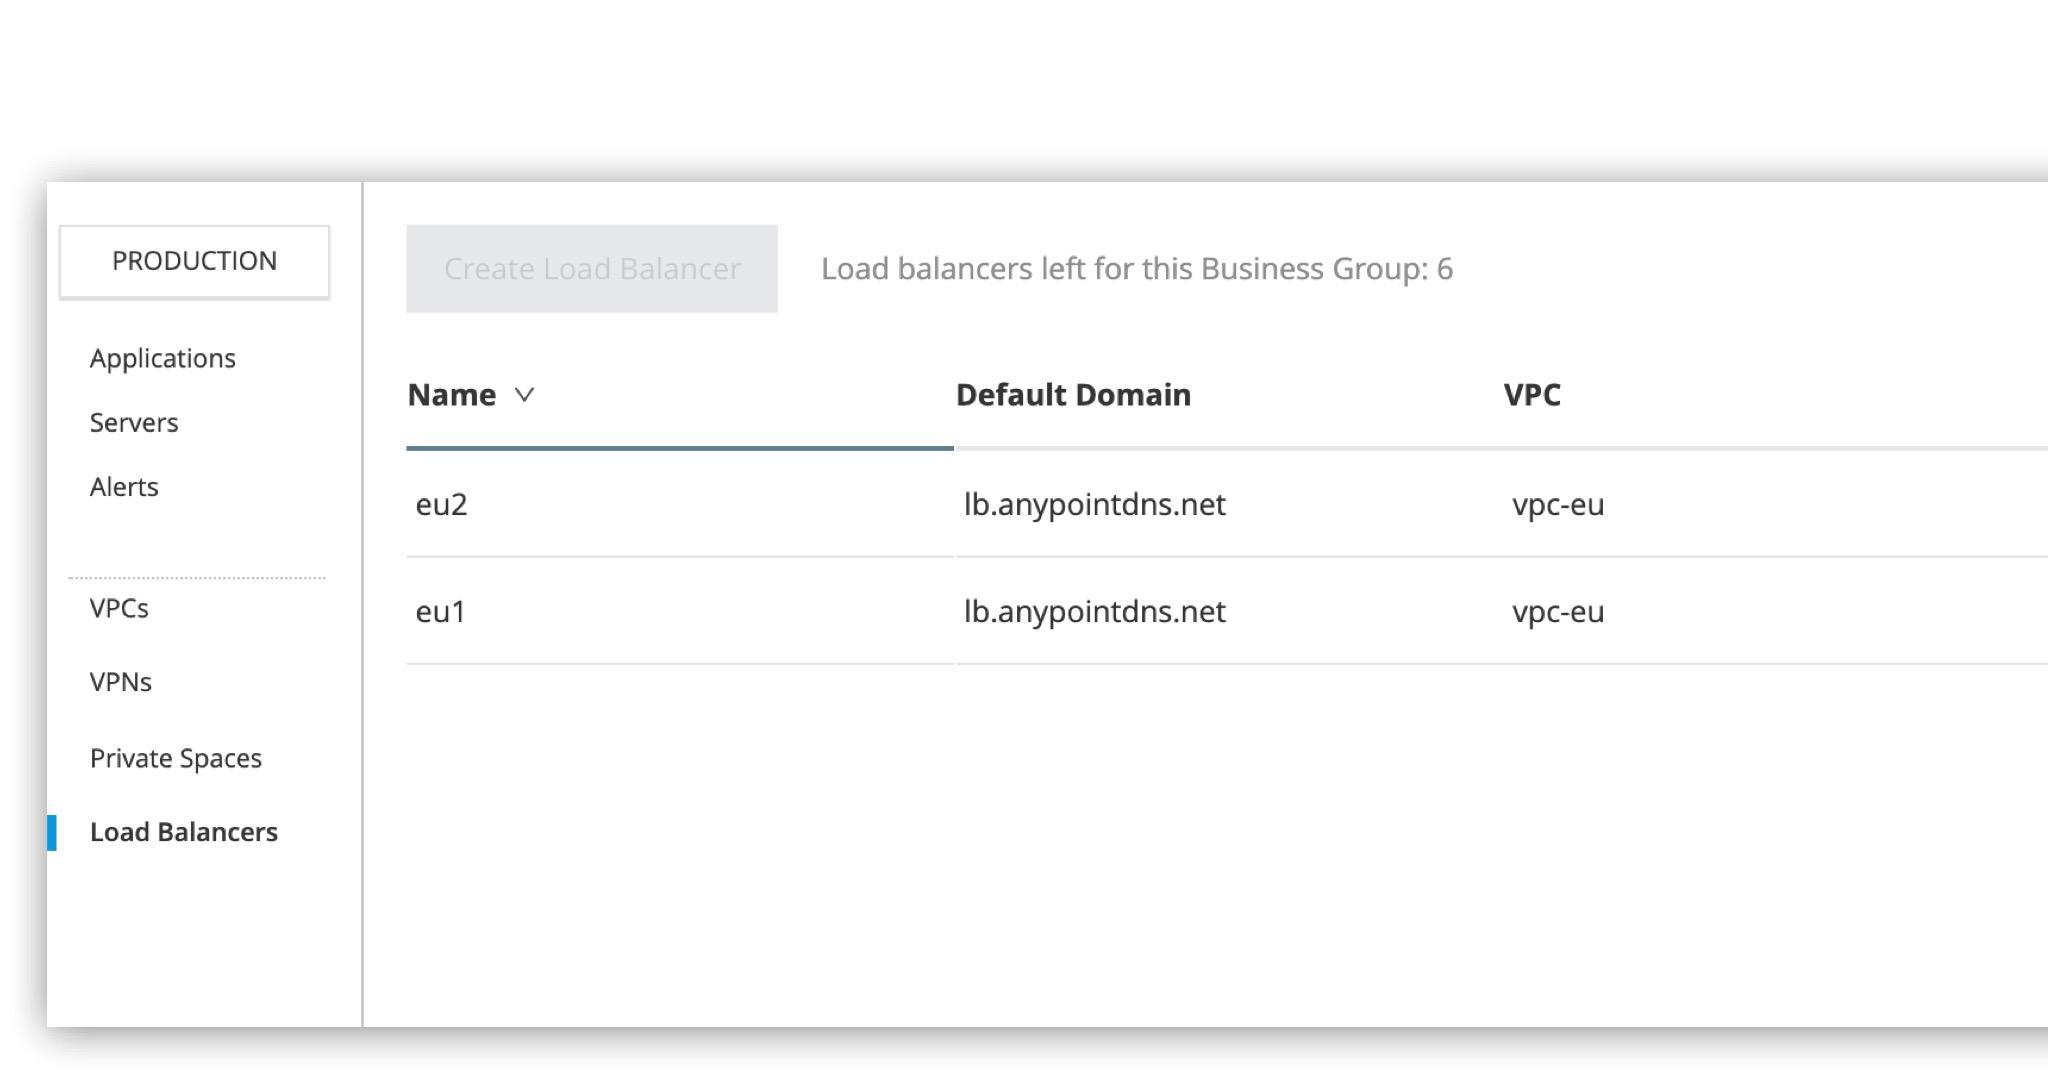 PRODUCTION
Applications
Servers
Alerts
VPCs
VPNs
Private Spaces
Load Balancers
Create Load Balancer Load balancers left for this Business Group: 6
Name Default Domain VPC
eu2 lb.anypointdns.net vpc-eu
eu1 lb.anypointdns.net vpc-eu